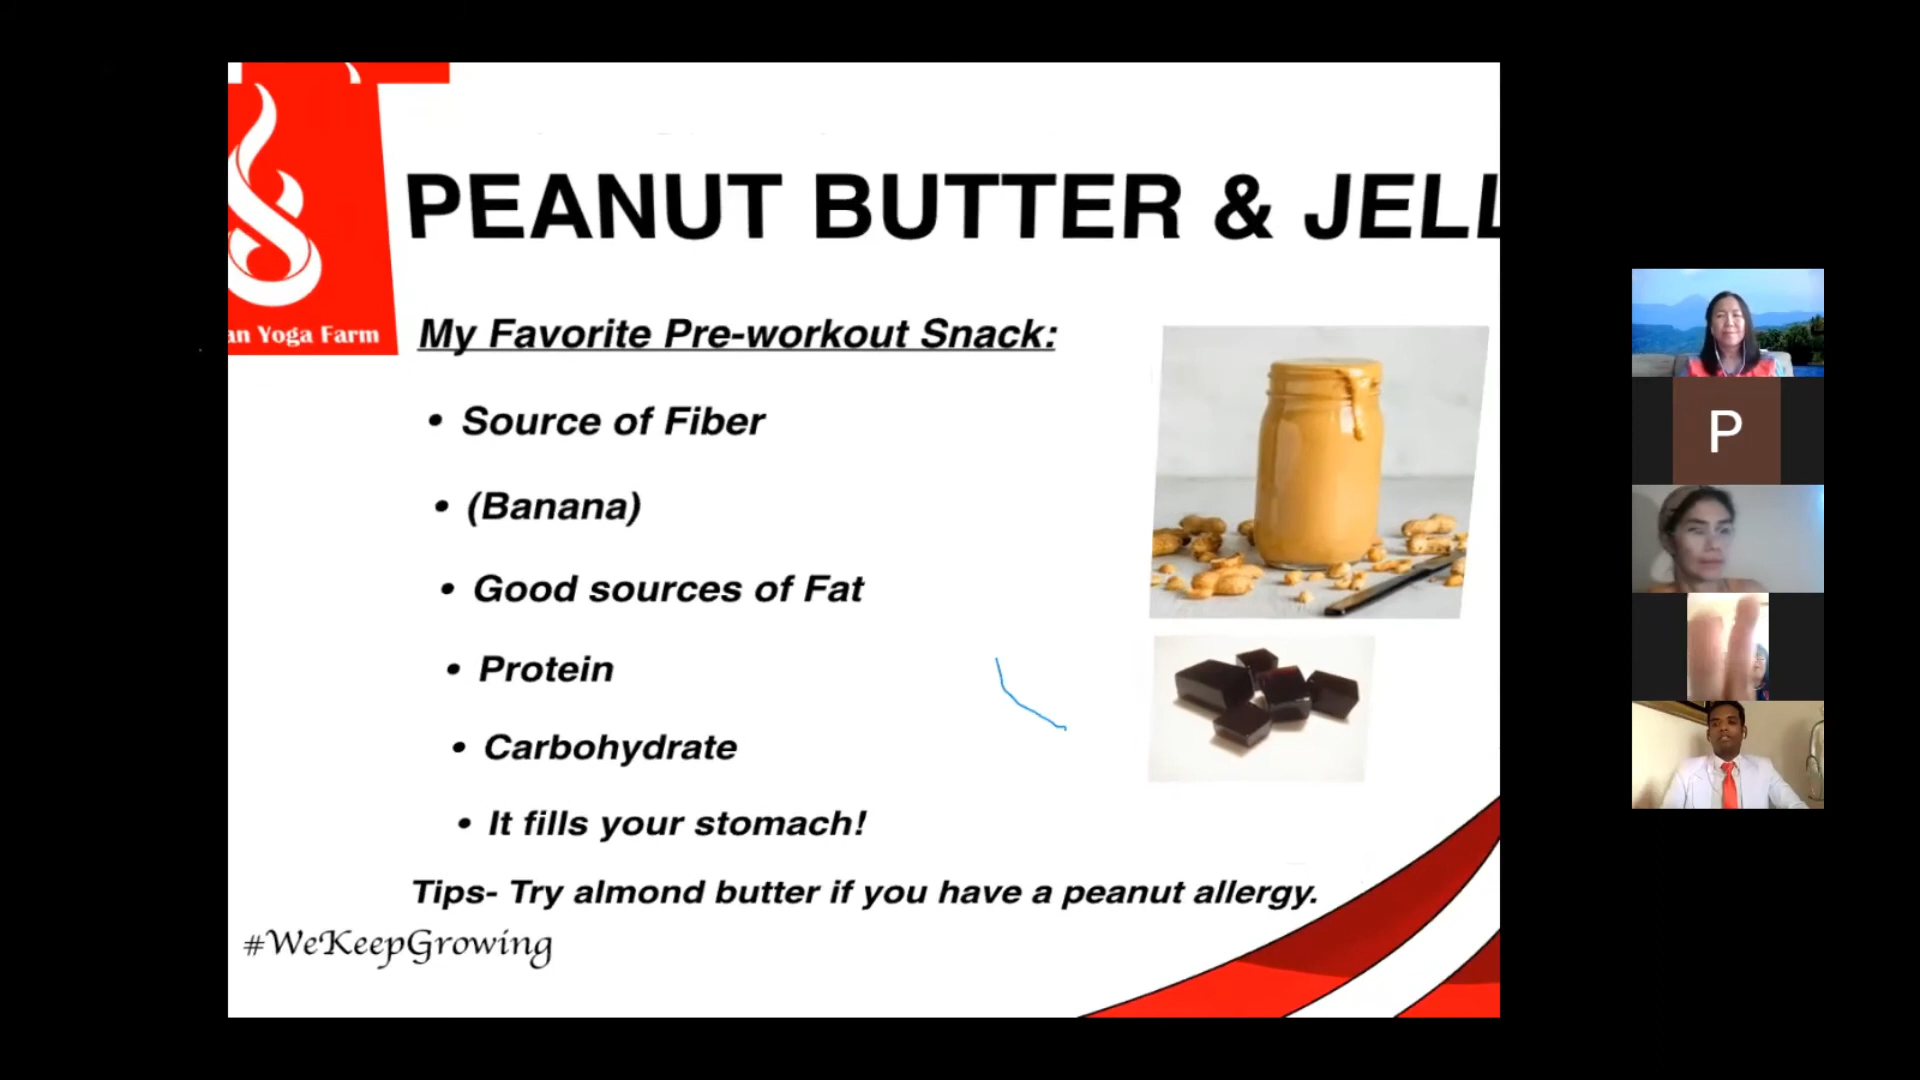 PEANUT BUTTER & JELL
an Yoga Farm
My Favorite Pre-workout Snack:
• Source of Fiber
• (Banana)
• Good sources of Fat
• Protein
• Carbohydrate
• It fills your stomach!
Tips- Try almond butter if you have a peanut allergy.
#WeKeepGrowing
P